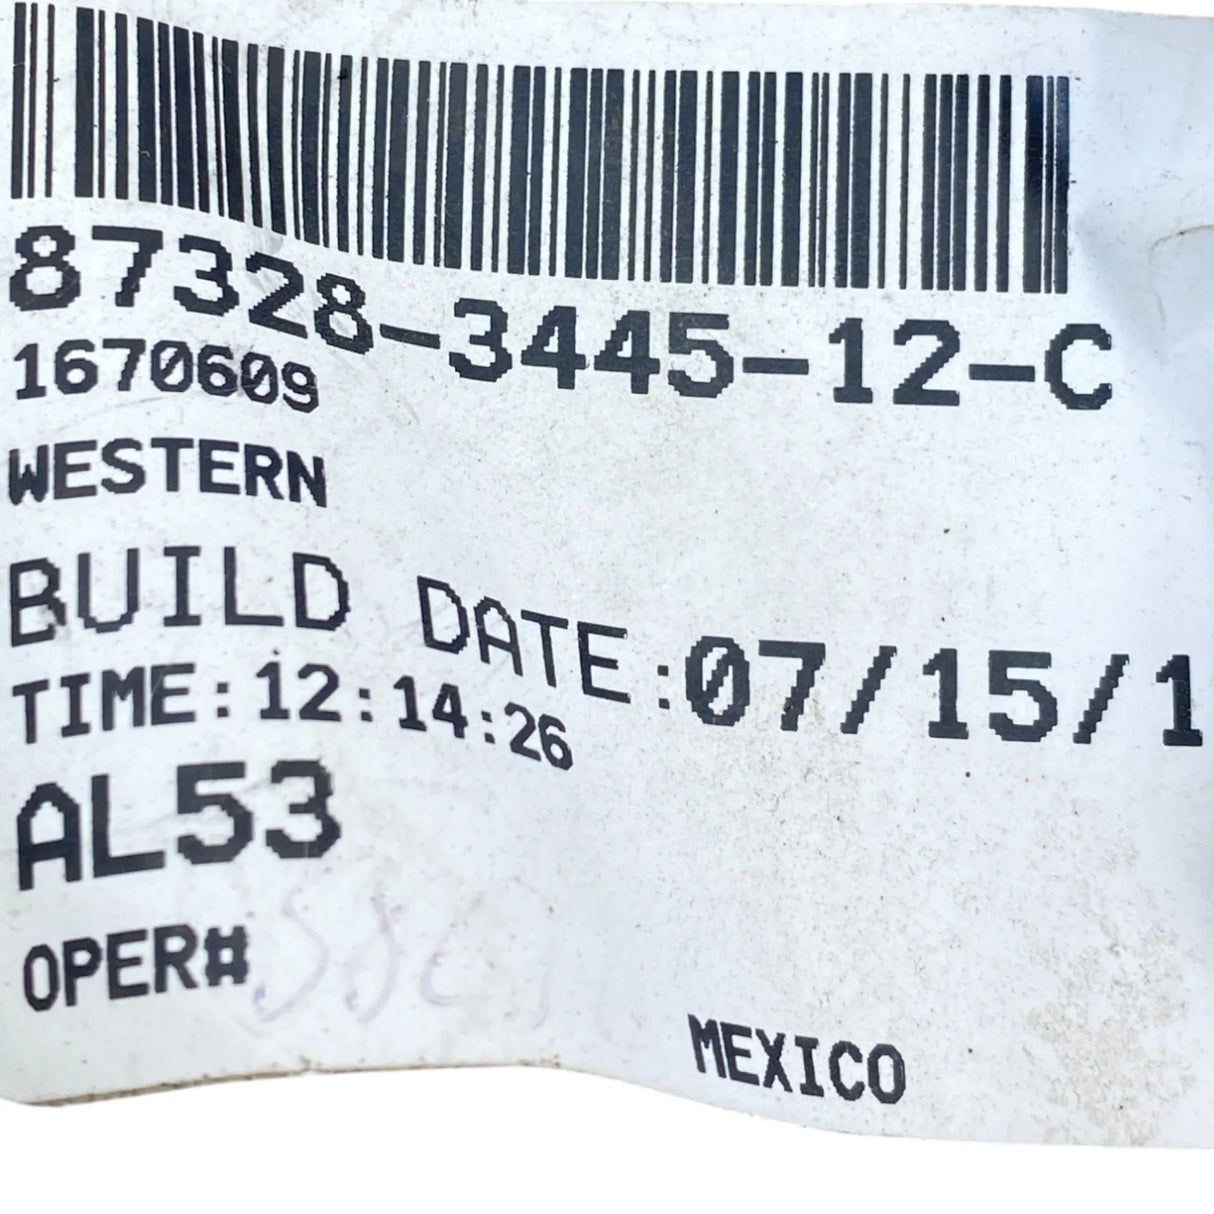 87328-3445-12-C
1670609
WESTERN
BUILD DATE:07/15/1
TIME:12:14:26
AL53
OPER#
MEXICO